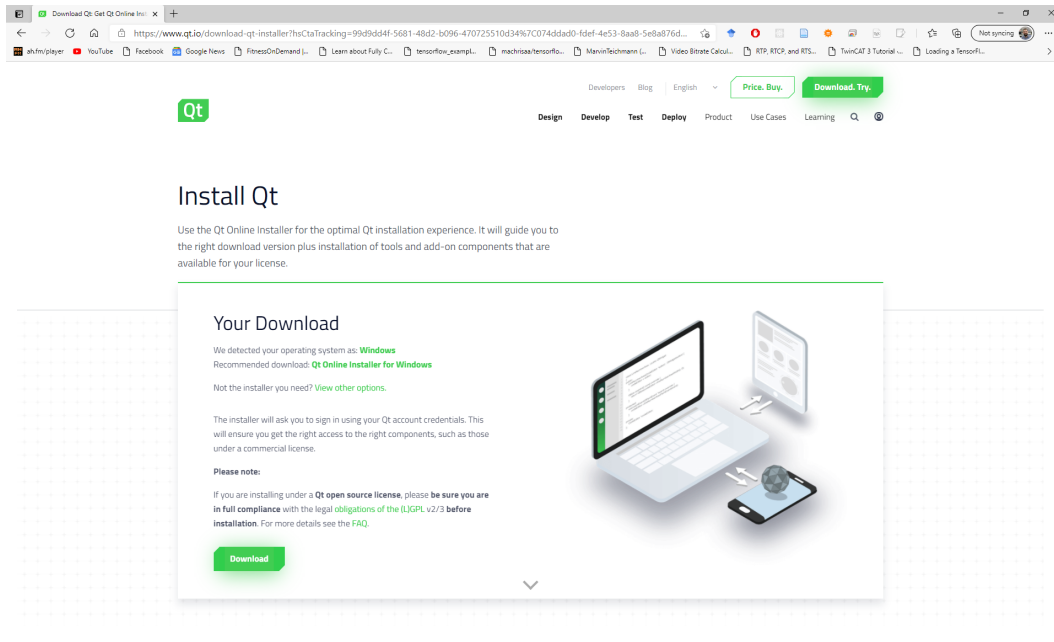 Download Qt: Get Qt Online Inst
https://www.qt.io/download-qt-installer?hsCtaTracking=99d9dd4f-5681-48d2-b096-470725510d34%7C074ddad0-fdef-4e53-8aa8-5e8a876d...
Not syncing
ah.fm/player YouTube Facebook Google News FitnessOnDemand |... Learn about Fully C... tensorflow_exampl... machrisaa/tensorflo... MarvinTeichmann (... Video Bitrate Calcul... RTP, RTCP, and RTS... TwinCAT 3 Tutorial -... Loading a TensorFl...
Developers Blog English Price. Buy. Download. Try.
Qt
Design Develop Test Deploy Product Use Cases Learning
Install Qt
Use the Qt Online Installer for the optimal Qt installation experience. It will guide you to
the right download version plus installation of tools and add-on components that are
available for your license.
Your Download
We detected your operating system as: Windows
Recommended download: Qt Online Installer for Windows
Not the installer you need? View other options.
The installer will ask you to sign in using your Qt account credentials. This
will ensure you get the right access to the right components, such as those
under a commercial license.
Please note:
If you are installing under a Qt open source license, please be sure you are
in full compliance with the legal obligations of the (L)GPL v2/3 before
installation. For more details see the FAQ.
Download